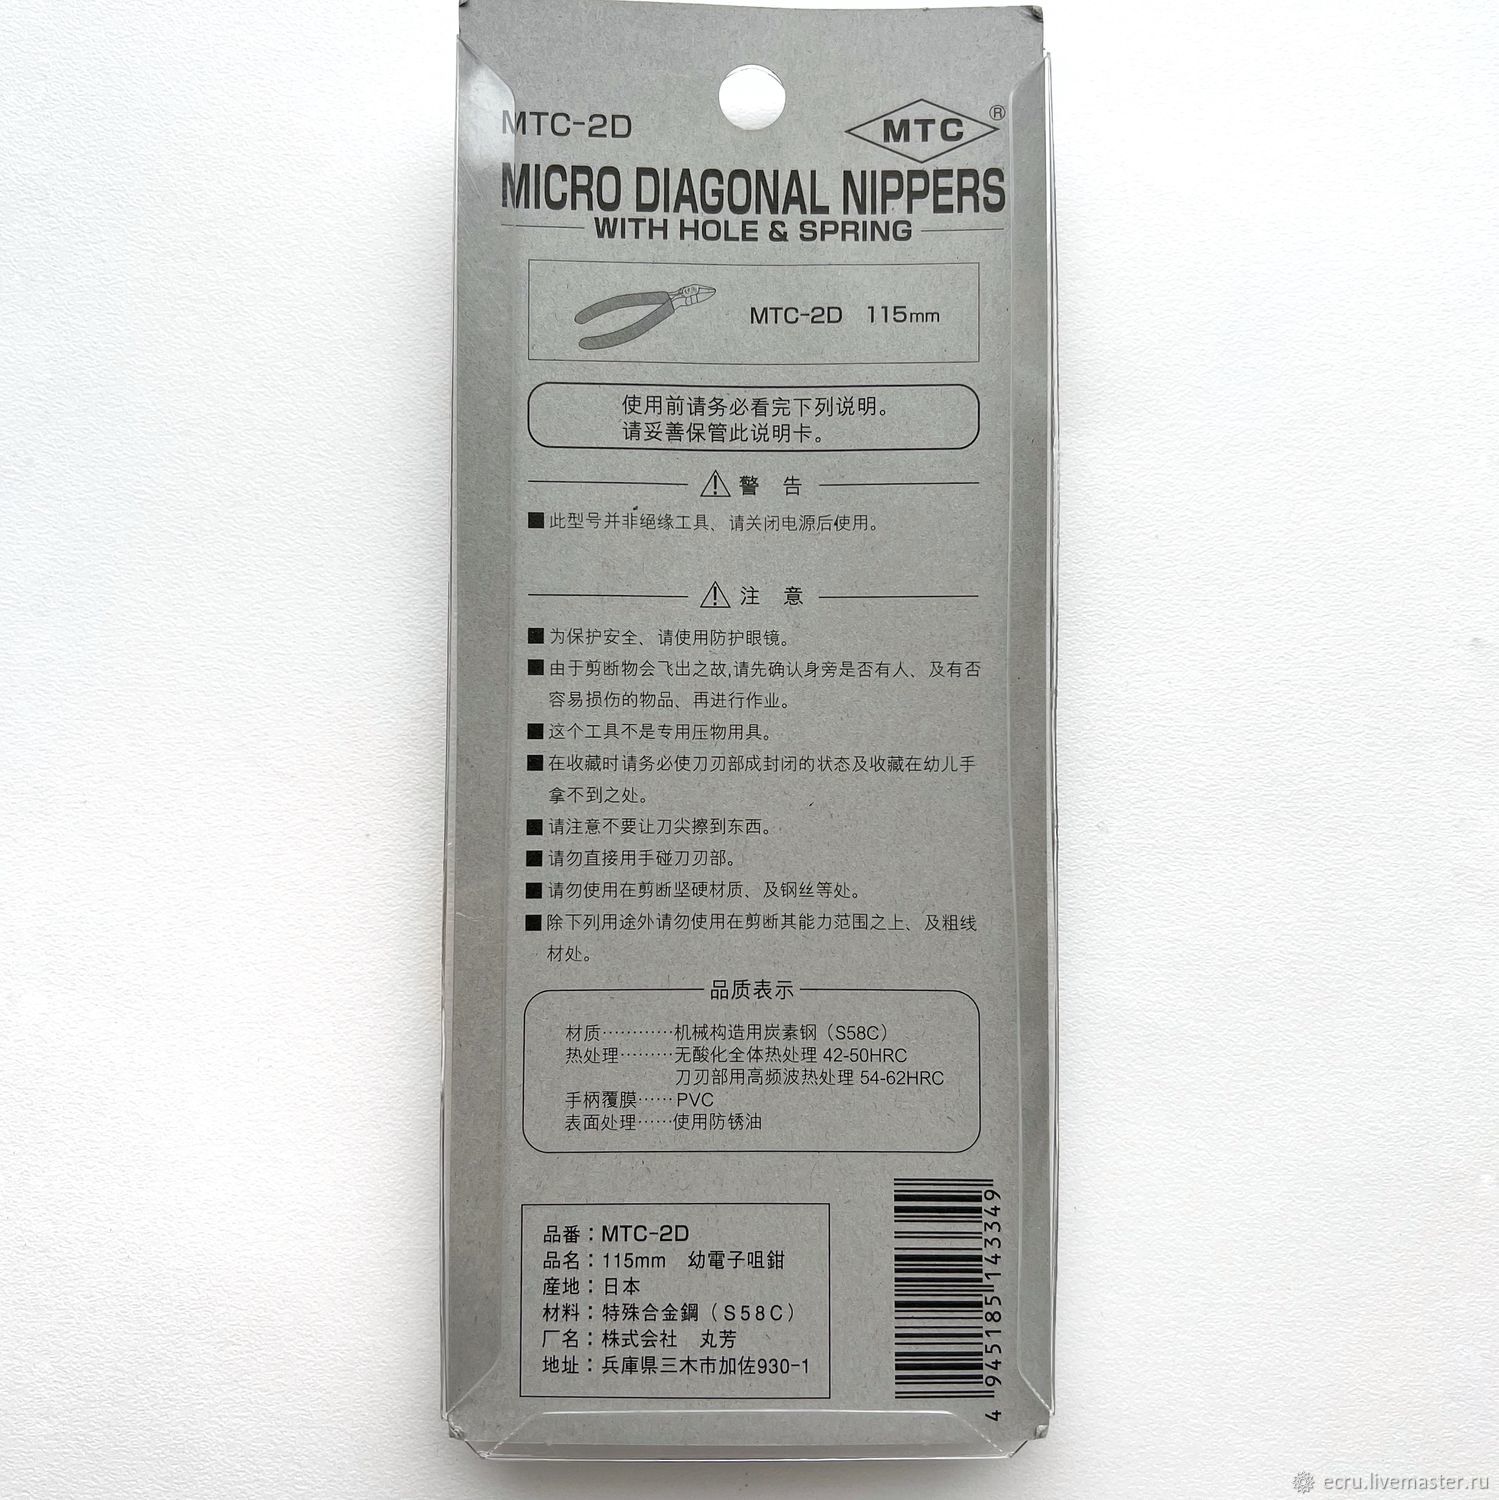 MTC-2D
MTC®
MICRO DIAGONAL NIPPERS
WITH HOLE & SPRING
MTC-2D 115mm
使用前请务必看完下列说明。
请妥善保管此说明卡。
警 告
■此型号并非绝缘工具、请关闭电源后使用。
注 意
■为保护安全、请使用防护眼镜。
■由于剪断物会飞出之故,请先确认身旁是否有人、及有否
容易损伤的物品、再进行作业。
■这个工具不是专用压物用具。
■在收藏时请务必使刀刃部成封闭的状态及收藏在幼儿手
拿不到之处。
■请注意不要让刀尖擦到东西。
■请勿直接用手碰刀刃部。
■请勿使用在剪断坚硬材质、及钢丝等处。
■除下列用途外请勿使用在剪断其能力范围之上、及粗线
材处。
品质表示
材质············机械构造用炭素钢（S58C）
热处理·········无酸化全体热处理 42-50HRC
刀刃部用高频波热处理 54-62HRC
手柄覆膜······PVC
表面处理······使用防锈油
品番：MTC-2D
品名：115mm 幼電子咀鉗
産地：日本
材料：特殊合金鋼（S58C）
厂名：株式会社 丸芳
地址：兵庫県三木市加佐930-1
4 945185 143349
ecru.livemaster.ru